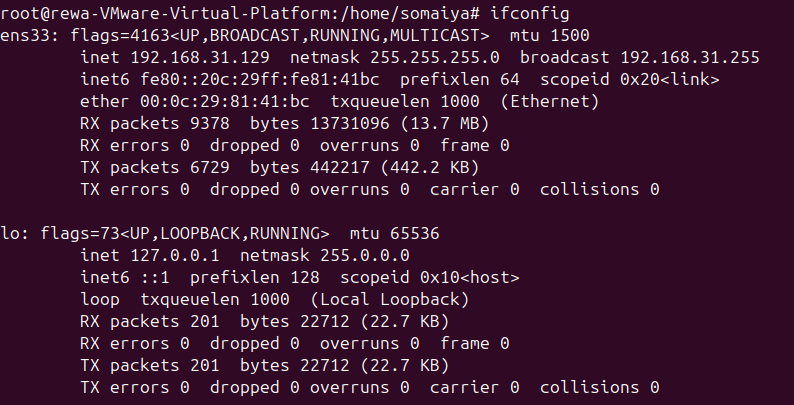 root@rewa-VMware-Virtual-Platform:/home/somaiya# ifconfig
ens33: flags=4163<UP,BROADCAST,RUNNING,MULTICAST>  mtu 1500
        inet 192.168.31.129  netmask 255.255.255.0  broadcast 192.168.31.255
        inet6 fe80::20c:29ff:fe81:41bc  prefixlen 64  scopeid 0x20<link>
        ether 00:0c:29:81:41:bc  txqueuelen 1000  (Ethernet)
        RX packets 9378  bytes 13731096 (13.7 MB)
        RX errors 0  dropped 0  overruns 0  frame 0
        TX packets 6729  bytes 442217 (442.2 KB)
        TX errors 0  dropped 0 overruns 0  carrier 0  collisions 0

lo: flags=73<UP,LOOPBACK,RUNNING>  mtu 65536
        inet 127.0.0.1  netmask 255.0.0.0
        inet6 ::1  prefixlen 128  scopeid 0x10<host>
        loop  txqueuelen 1000  (Local Loopback)
        RX packets 201  bytes 22712 (22.7 KB)
        RX errors 0  dropped 0  overruns 0  frame 0
        TX packets 201  bytes 22712 (22.7 KB)
        TX errors 0  dropped 0 overruns 0  carrier 0  collisions 0